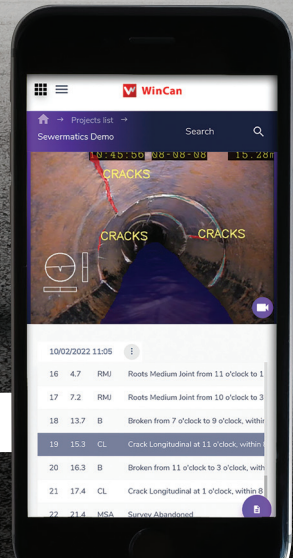 WinCan
Projects list
Sewermatics Demo
Search
10:45:56 08-08-08 15.28m
CRACKS
CRACKS
CRACKS
10/02/2022 11:05
16 4.7 RMJ Roots Medium Joint from 11 o'clock to 1
17 7.2 RMJ Roots Medium Joint from 10 o'clock to 3
18 13.7 B Broken from 7 o'clock to 9 o'clock, within
19 15.3 CL Crack Longitudinal at 11 o'clock, within
20 16.3 B Broken from 11 o'clock to 3 o'clock, with
21 17.4 CL Crack Longitudinal at 1 o'clock, within 8
22 21.4 MSA Survey Abandoned